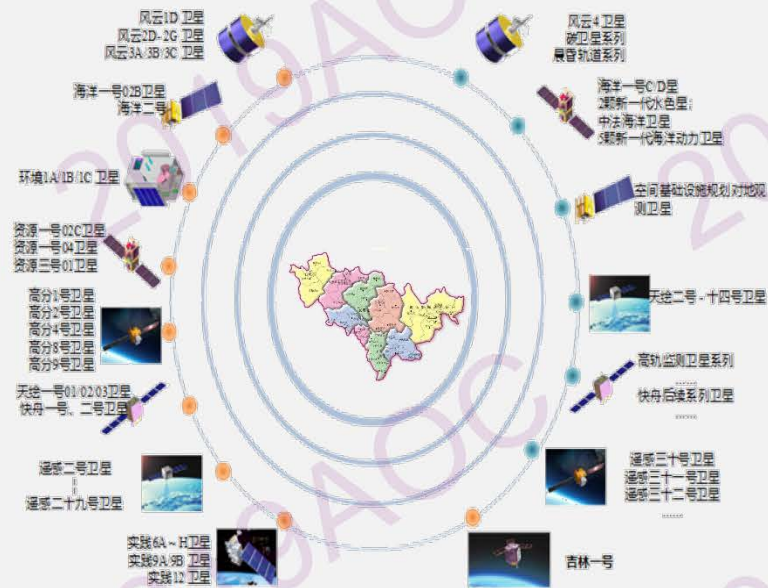 风云1D 卫星
风云2D-2G 卫星
风云3A/3B/3C 卫星
海洋一号02B卫星
海洋二号
环境1A/1B/1C 卫星
资源一号02C卫星
资源一号04卫星
资源三号01卫星
高分1号卫星
高分2号卫星
高分4号卫星
高分8号卫星
高分9号卫星
天绘一号01/02/03卫星
快舟一号、二号卫星
遥感二号卫星
遥感二十九号卫星
实践6A～H卫星
实践9A/9B 卫星
实践12 卫星
风云4 卫星
碳卫星系列
晨昏轨道系列
海洋一号C/D星
2颗新一代水色星；
中法海洋卫星
5颗新一代海洋动力卫星
空间基础设施规划对地观
测卫星
天绘二号-十四号卫星
高轨监测卫星系列
……
快舟后续系列卫星
……
遥感三十号卫星
遥感三十一号卫星
遥感三十二号卫星
……
吉林一号
2019AOC
2019AOC
20